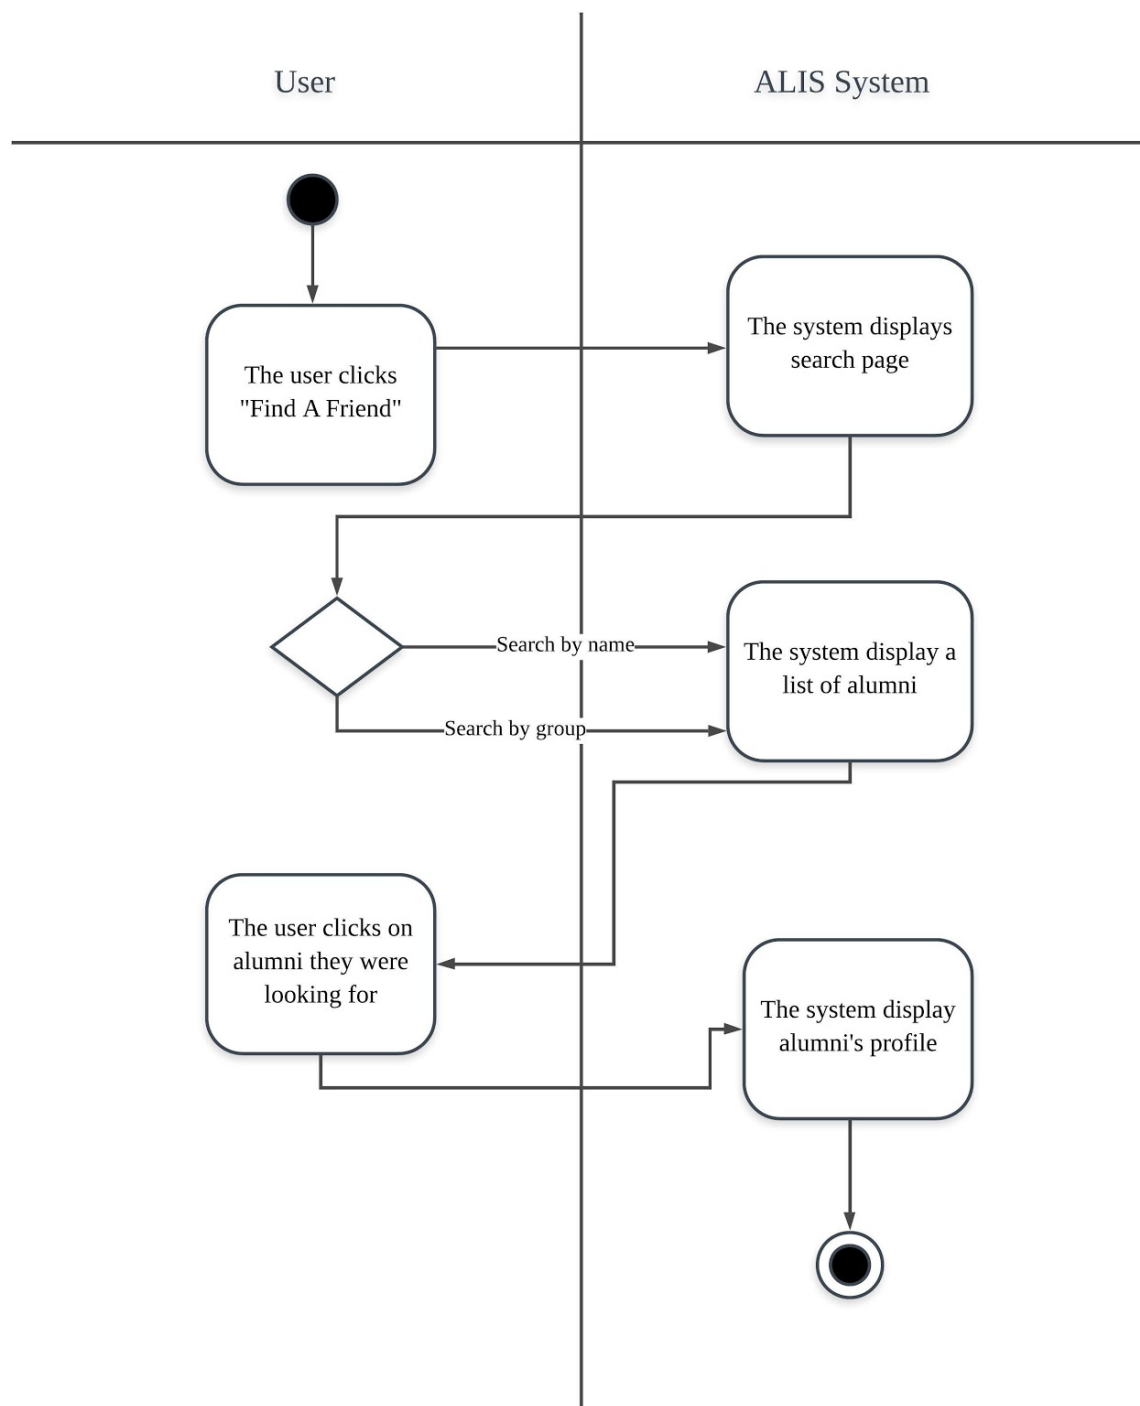 User
ALIS System
The user clicks
"Find A Friend"
The system displays
search page
Search by name
Search by group
The system display a
list of alumni
The user clicks on
alumni they were
looking for
The system display
alumni's profile